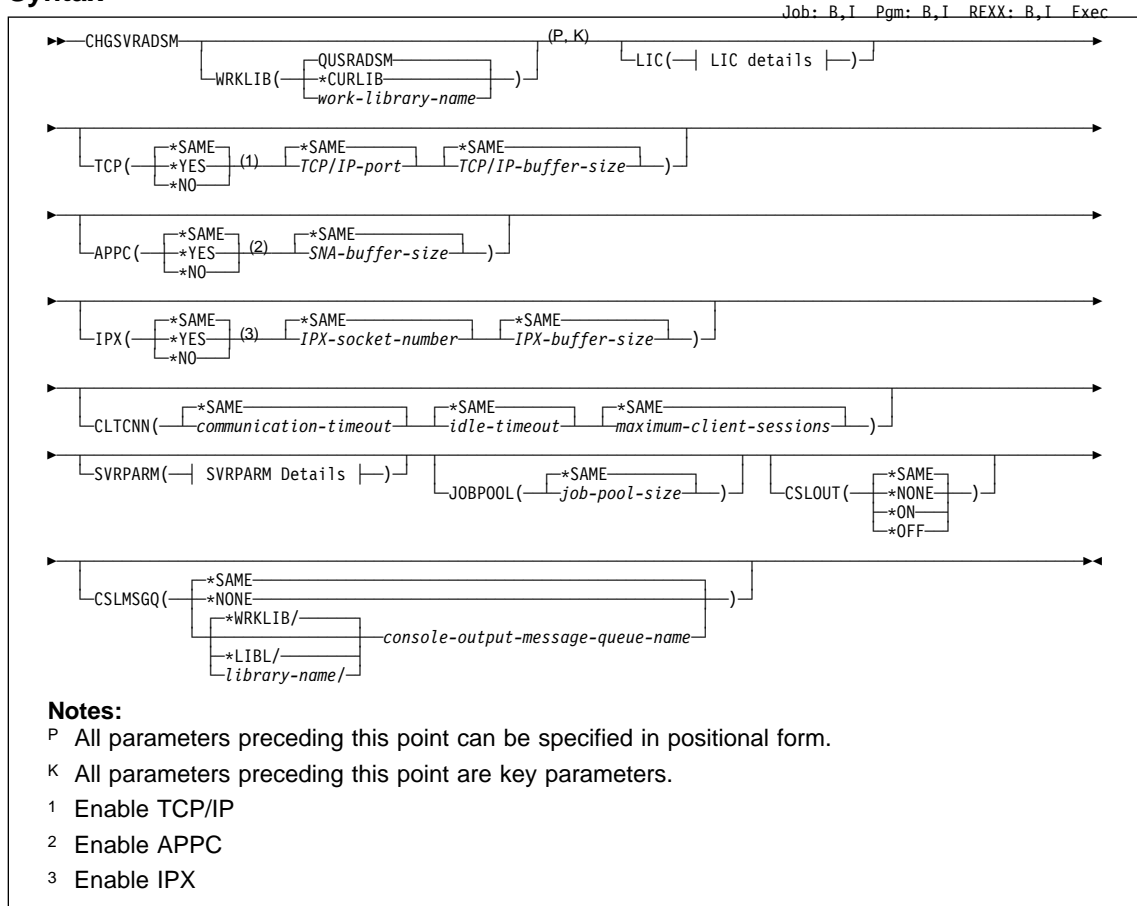 Syntax
Job: B,I Pgm: B,I REXX: B,I Exec
CHGSVRADSM (P, K)
WRKLIB( QUSRADSM ) LIC( LIC details )
*CURLIB
work-library-name
TCP( *SAME (1) *SAME *SAME )
*YES TCP/IP-port TCP/IP-buffer-size
*NO
APPC( *SAME (2) *SAME )
*YES SNA-buffer-size
*NO
IPX( *SAME (3) *SAME *SAME )
*YES IPX-socket-number IPX-buffer-size
*NO
CLTCNN( *SAME *SAME *SAME )
communication-timeout idle-timeout maximum-client-sessions
SVRPARM( SVRPARM Details ) JOBPOOL( *SAME ) CSLOUT( *SAME )
job-pool-size *NONE
*ON
*OFF
CSLMSGQ( *SAME )
*NONE
*WRKLIB/ console-output-message-queue-name
*LIBL/
library-name/
Notes:
P All parameters preceding this point can be specified in positional form.
K All parameters preceding this point are key parameters.
1 Enable TCP/IP
2 Enable APPC
3 Enable IPX